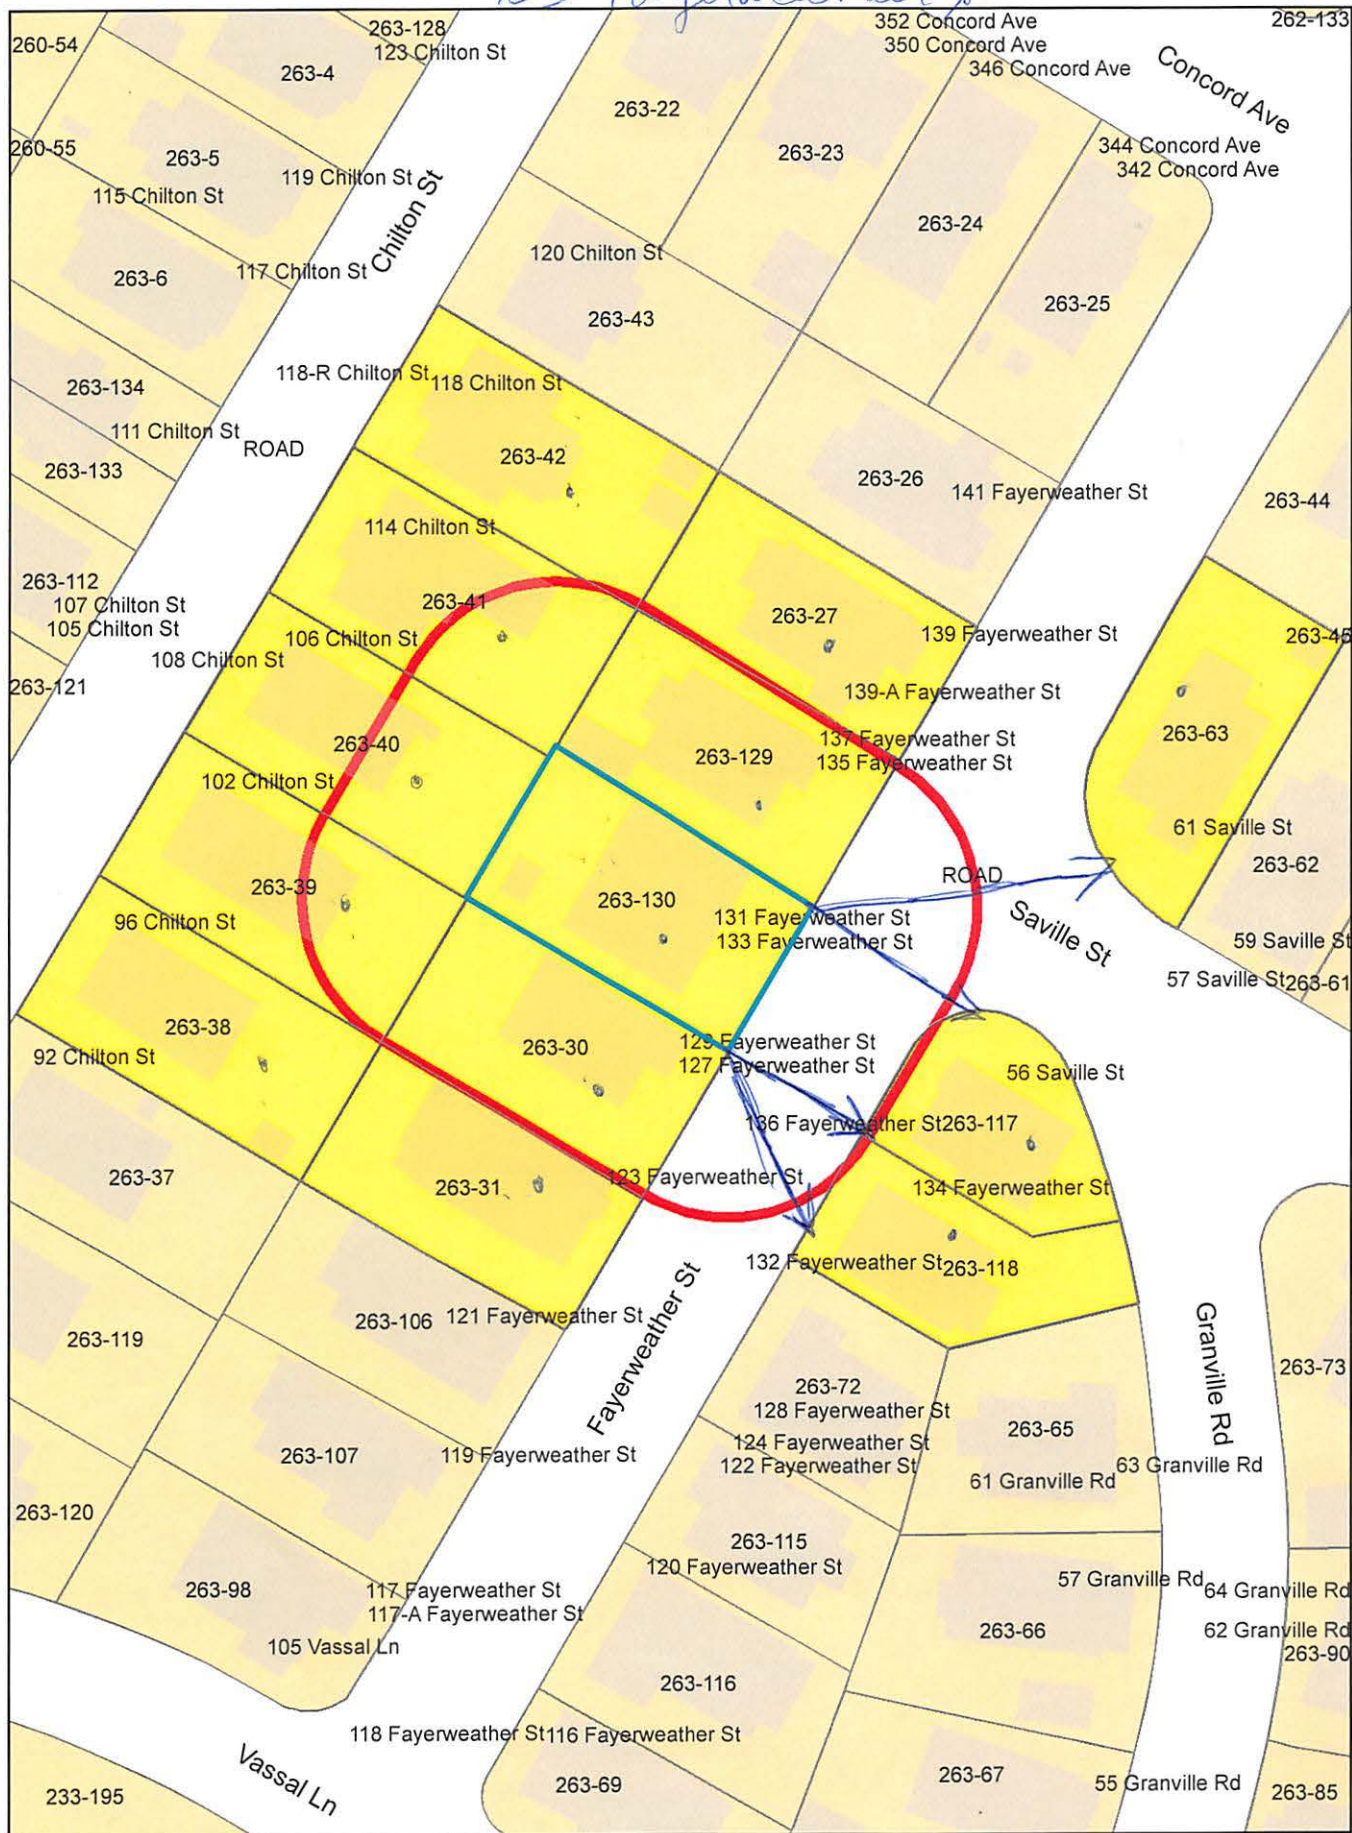 352 Concord Ave
262-133
263-128
350 Concord Ave
260-54
123 Chilton St
346 Concord Ave
263-4
Concord Ave
263-22
344 Concord Ave
260-55
263-5
263-23
342 Concord Ave
119 Chilton St
115 Chilton St
Chilton St
263-24
120 Chilton St
117 Chilton St
263-6
263-25
263-43
118-R Chilton St
118 Chilton St
263-134
111 Chilton St
ROAD
263-42
263-133
263-26
141 Fayerweather St
263-44
114 Chilton St
263-112
107 Chilton St
263-41
263-27
105 Chilton St
106 Chilton St
139 Fayerweather St
263-45
108 Chilton St
263-121
139-A Fayerweather St
263-40
263-129
137 Fayerweather St
263-63
135 Fayerweather St
102 Chilton St
61 Saville St
263-62
ROAD
263-39
263-130
131 Fayerweather St
Saville St
96 Chilton St
133 Fayerweather St
59 Saville St
57 Saville St
263-61
263-38
263-30
129 Fayerweather St
92 Chilton St
127 Fayerweather St
56 Saville St
136 Fayerweather St
263-117
263-37
263-31
123 Fayerweather St
134 Fayerweather St
132 Fayerweather St
263-118
263-106
121 Fayerweather St
Fayerweather St
263-119
Granville Rd
263-73
263-72
128 Fayerweather St
263-65
124 Fayerweather St
263-107
119 Fayerweather St
122 Fayerweather St
63 Granville Rd
61 Granville Rd
263-120
263-115
120 Fayerweather St
57 Granville Rd
263-98
117 Fayerweather St
64 Granville Rd
117-A Fayerweather St
105 Vassal Ln
263-66
62 Granville Rd
263-90
263-116
118 Fayerweather St
116 Fayerweather St
Vassal Ln
263-69
263-67
55 Granville Rd
263-85
233-195